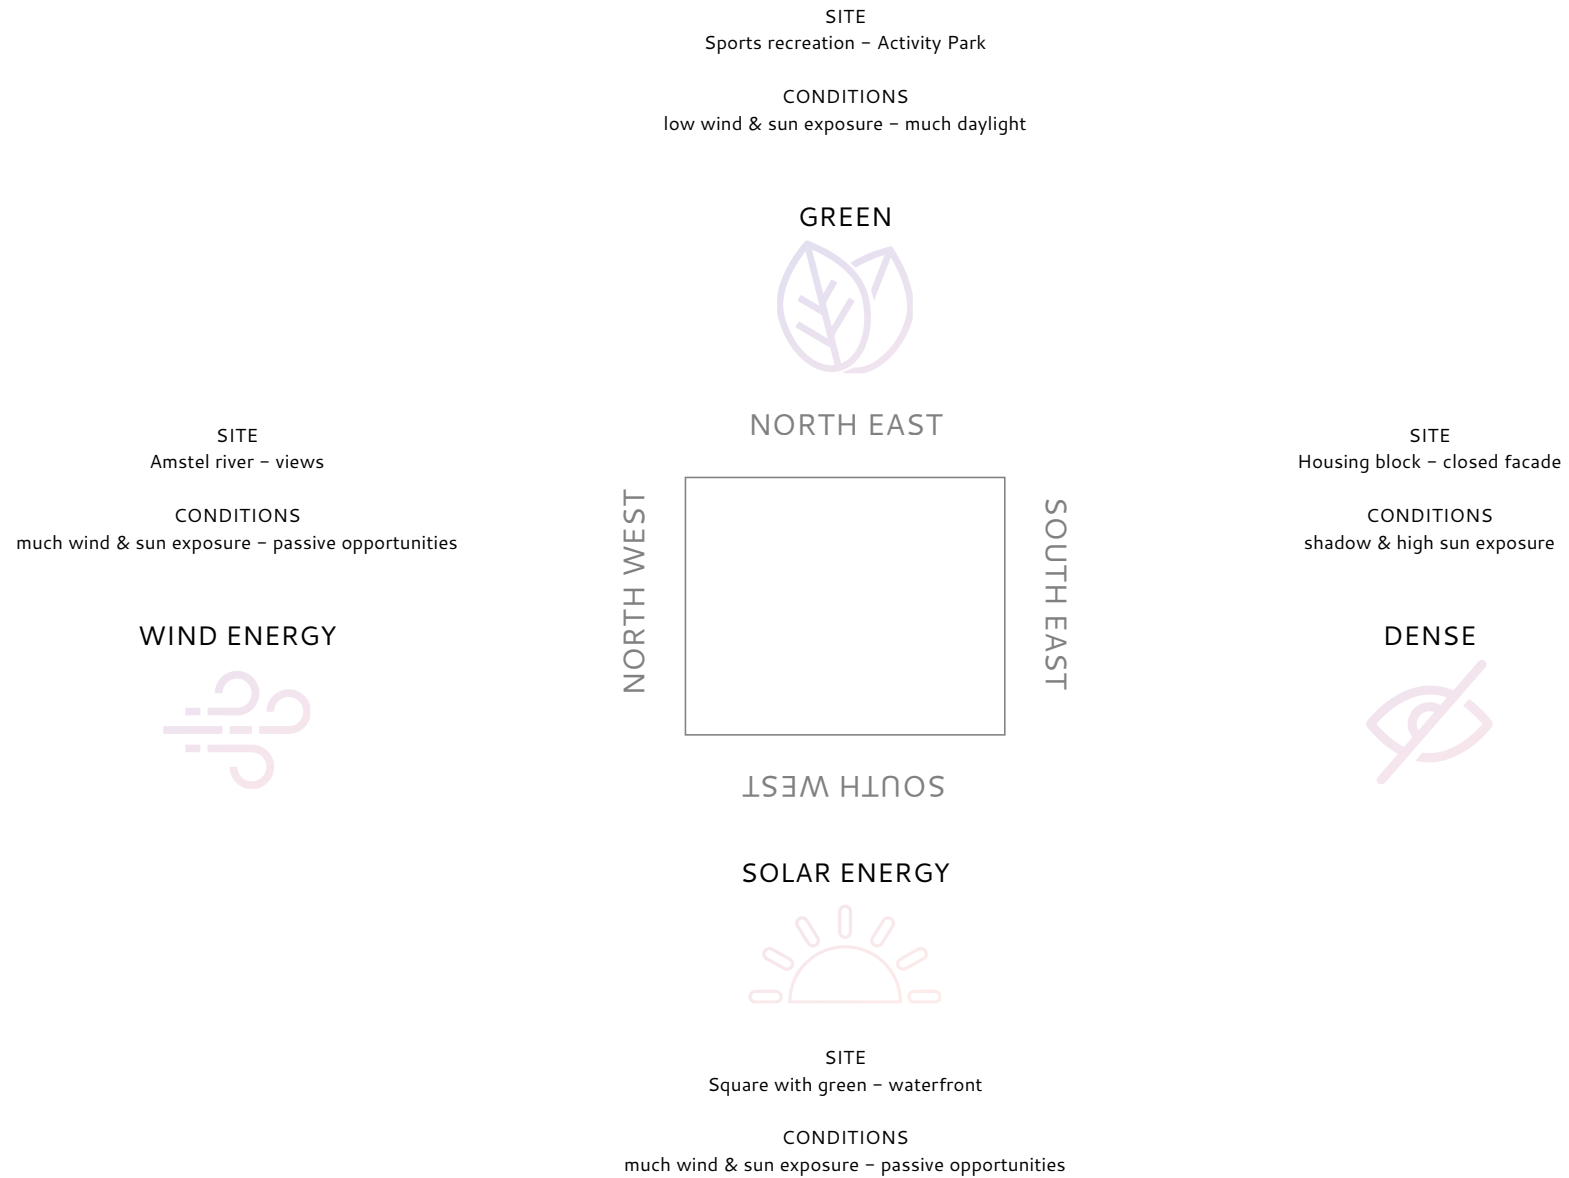 SITE
Sports recreation - Activity Park
CONDITIONS
low wind & sun exposure - much daylight
GREEN
NORTH EAST
SITE
Amstel river - views
CONDITIONS
much wind & sun exposure - passive opportunities
WIND ENERGY
NORTH WEST
SOUTH EAST
SITE
Housing block - closed facade
CONDITIONS
shadow & high sun exposure
DENSE
SOUTH WEST
SOLAR ENERGY
SITE
Square with green - waterfront
CONDITIONS
much wind & sun exposure - passive opportunities